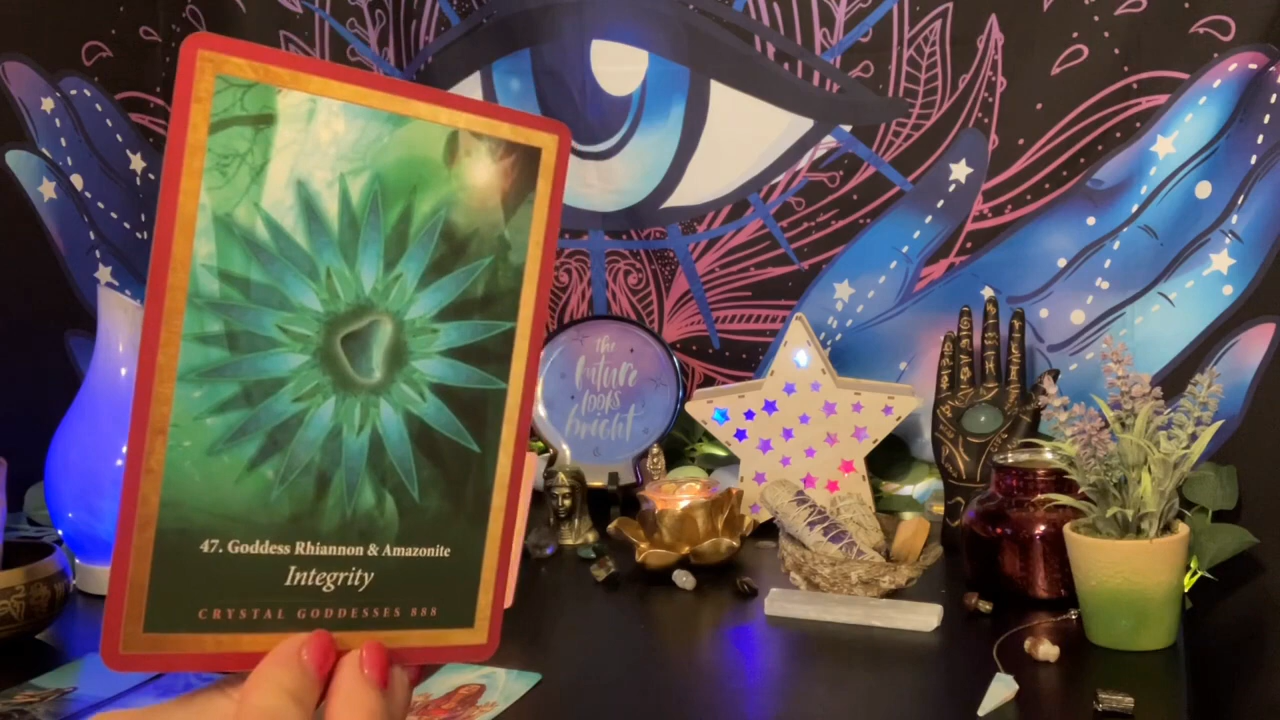 47. Goddess Rhiannon & Amazonite
Integrity
CRYSTAL GODDESSES 888
the
future
looks
bright